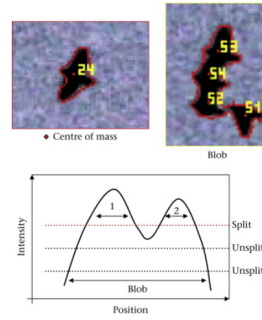 24
◆ Centre of mass
53
54
52
51
Blob
Intensity
1
2
Split
Unsplit
Unsplit
Blob
Position